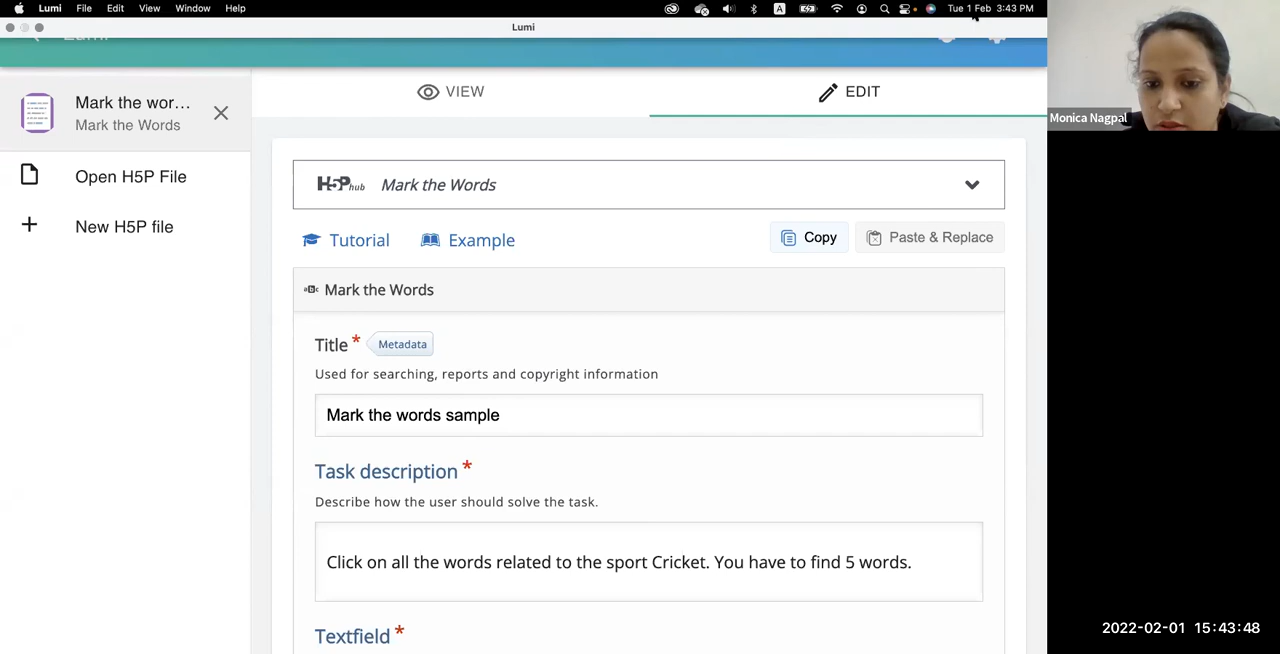 Lumi File Edit View Window Help A Tue 1 Feb 3:43 PM
Lumi
Mark the wor...
Mark the Words
VIEW
EDIT
Monica Nagpal
Open H5P File
New H5P file
H5P hub Mark the Words
Tutorial Example Copy Paste & Replace
abc Mark the Words
Title * Metadata
Used for searching, reports and copyright information
Mark the words sample
Task description *
Describe how the user should solve the task.
Click on all the words related to the sport Cricket. You have to find 5 words.
Textfield *
2022-02-01 15:43:48